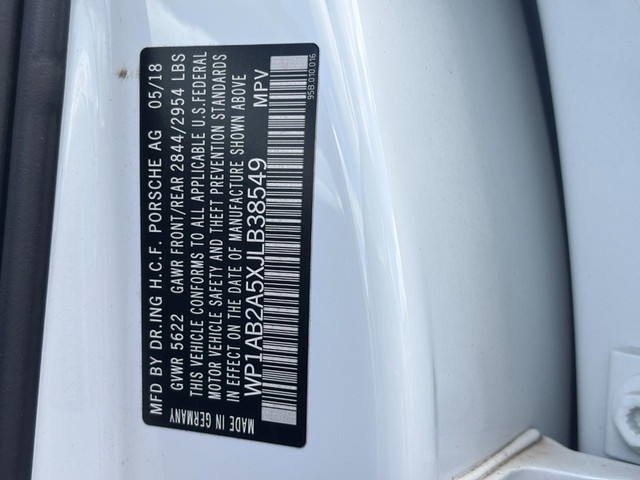 MFD BY DR.ING H.C.F. PORSCHE AG 05/18
GVWR 5622 GAWR FRONT/REAR 2844/2954 LBS
THIS VEHICLE CONFORMS TO ALL APPLICABLE U.S.FEDERAL
MOTOR VEHICLE SAFETY AND THEFT PREVENTION STANDARDS
IN EFFECT ON THE DATE OF MANUFACTURE SHOWN ABOVE
WP1AB2A5XJLB38549 MPV
MADE IN GERMANY
95B.010.016